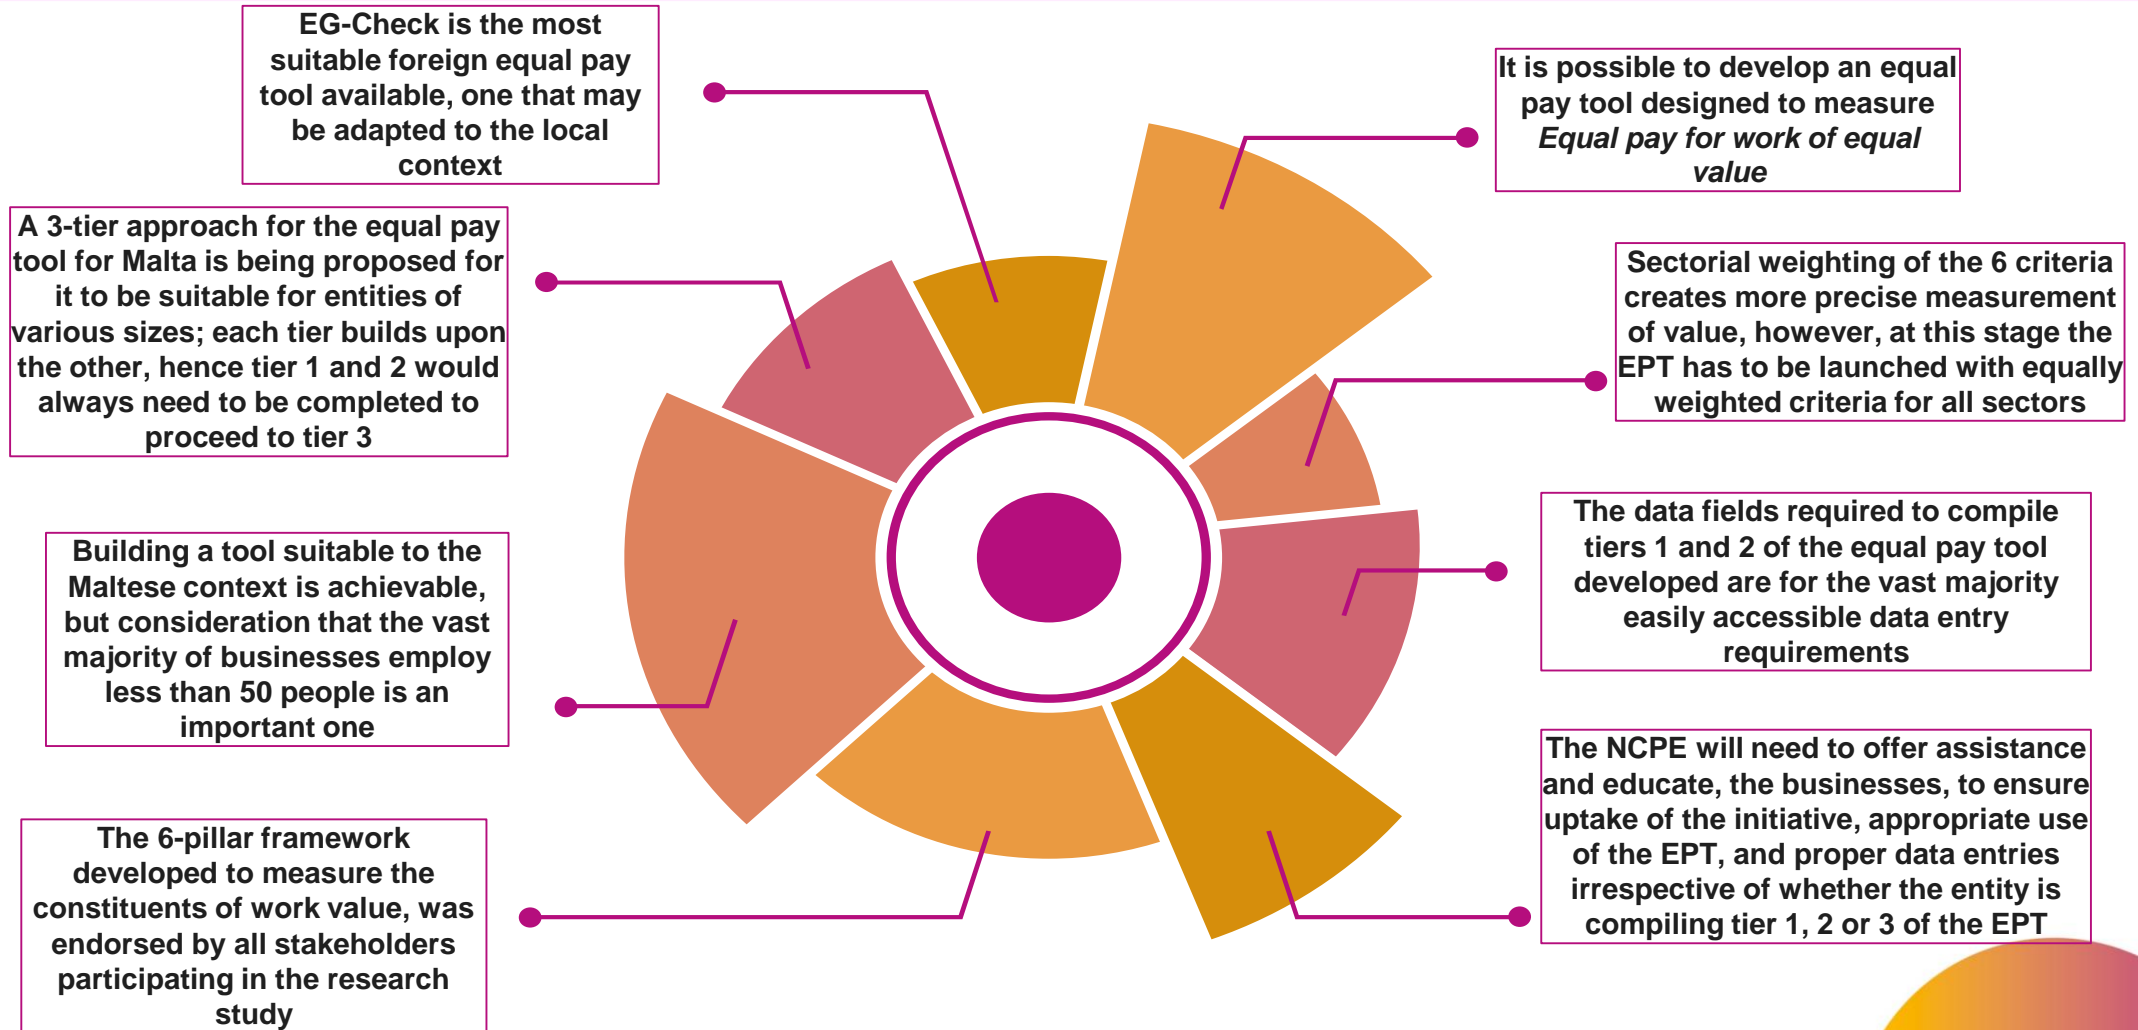 EG-Check is the most
suitable foreign equal pay
tool available, one that may
be adapted to the local
context
A 3-tier approach for the equal pay
tool for Malta is being proposed for
it to be suitable for entities of
various sizes; each tier builds upon
the other, hence tier 1 and 2 would
always need to be completed to
proceed to tier 3
Building a tool suitable to the
Maltese context is achievable,
but consideration that the vast
majority of businesses employ
less than 50 people is an
important one
The 6-pillar framework
developed to measure the
constituents of work value, was
endorsed by all stakeholders
participating in the research
study
It is possible to develop an equal
pay tool designed to measure
Equal pay for work of equal
value
Sectorial weighting of the 6 criteria
creates more precise measurement
of value, however, at this stage the
EPT has to be launched with equally
weighted criteria for all sectors
The data fields required to compile
tiers 1 and 2 of the equal pay tool
developed are for the vast majority
easily accessible data entry
requirements
The NCPE will need to offer assistance
and educate, the businesses, to ensure
uptake of the initiative, appropriate use
of the EPT, and proper data entries
irrespective of whether the entity is
compiling tier 1, 2 or 3 of the EPT